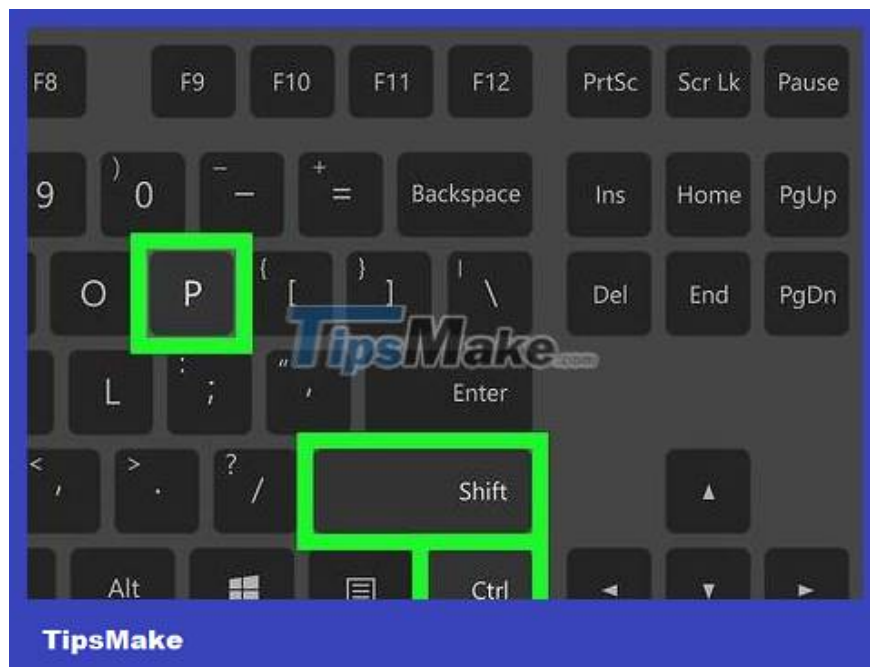 F8 F9 F10 F11 F12 PrtSc Scr Lk Pause
9 ) 0 _ - + = Backspace Ins Home PgUp
O P { [ } ] | \ Del End PgDn
TipsMake.com
L : ; " ' Enter
< , > . ? / Shift
Alt Ctrl
TipsMake